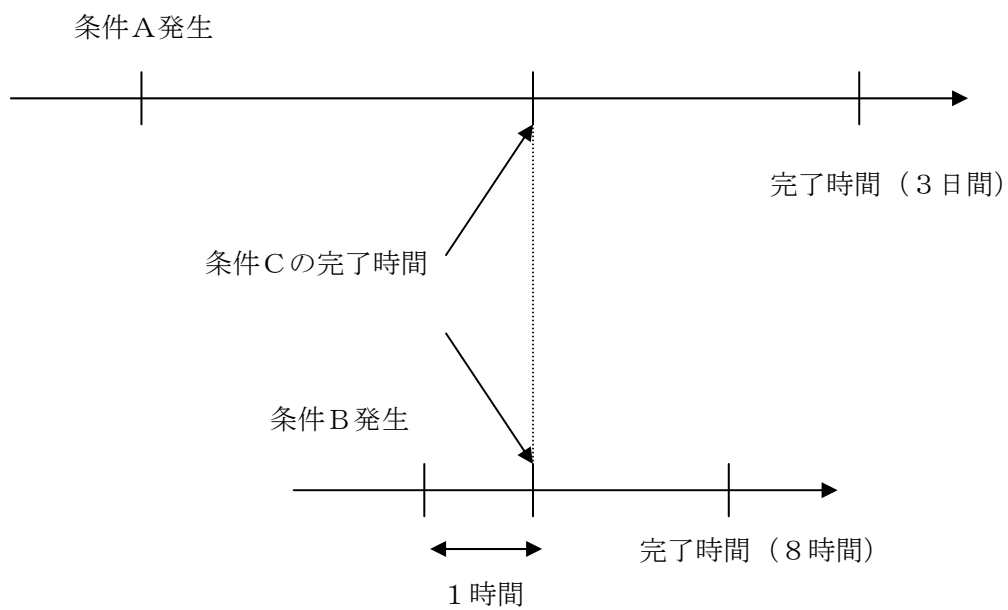 条件Ａ発生
完了時間（３日間）
条件Ｃの完了時間
条件Ｂ発生
完了時間（８時間）
１時間